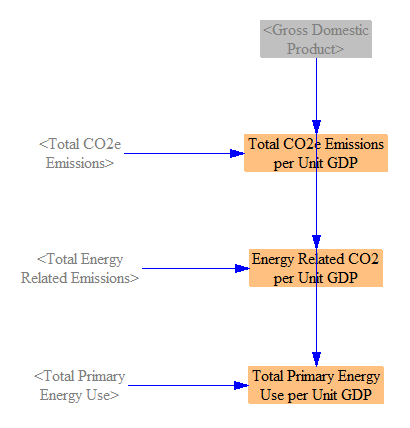 <Gross Domestic
Product>
<Total CO2e
Emissions>
Total CO2e Emissions
per Unit GDP
<Total Energy
Related Emissions>
Energy Related CO2
per Unit GDP
<Total Primary
Energy Use>
Total Primary Energy
Use per Unit GDP